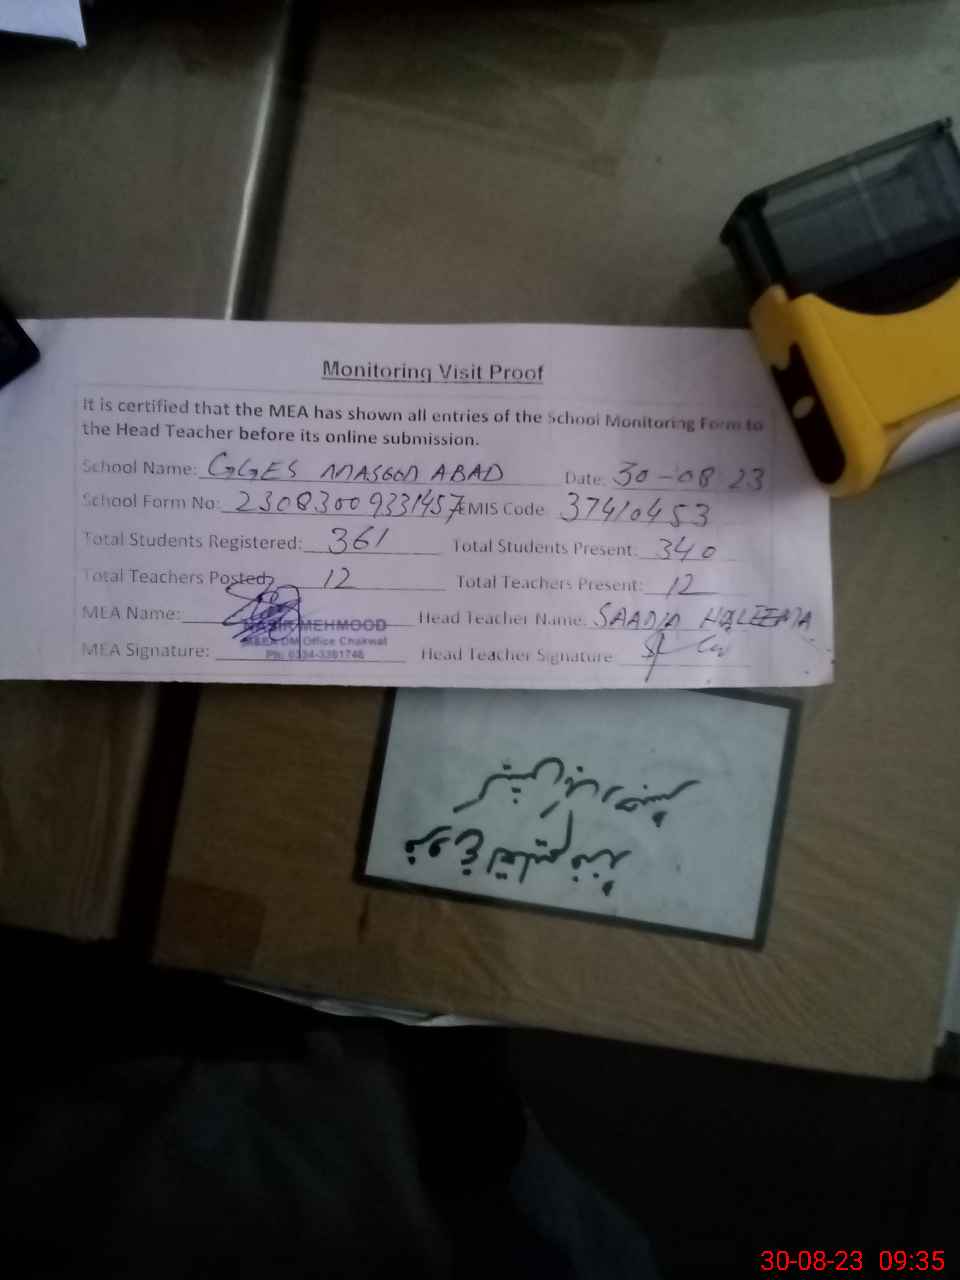 Monitoring Visit Proof
It is certified that the MEA has shown all entries of the School Monitoring Form to
the Head Teacher before its online submission.
School Name: GGES MASOOD ABAD Date: 30-08 23
School Form No: 23083009331457 EMIS Code 37410453
Total Students Registered: 361 Total Students Present: 340
Total Teachers Posted: 12 Total Teachers Present: 12
MEA Name: MEHMOOD Head Teacher Name: SAADIA HALEEMA
DM Office Chakwal
MEA Signature: Head Teacher Signature
30-08-23 09:35